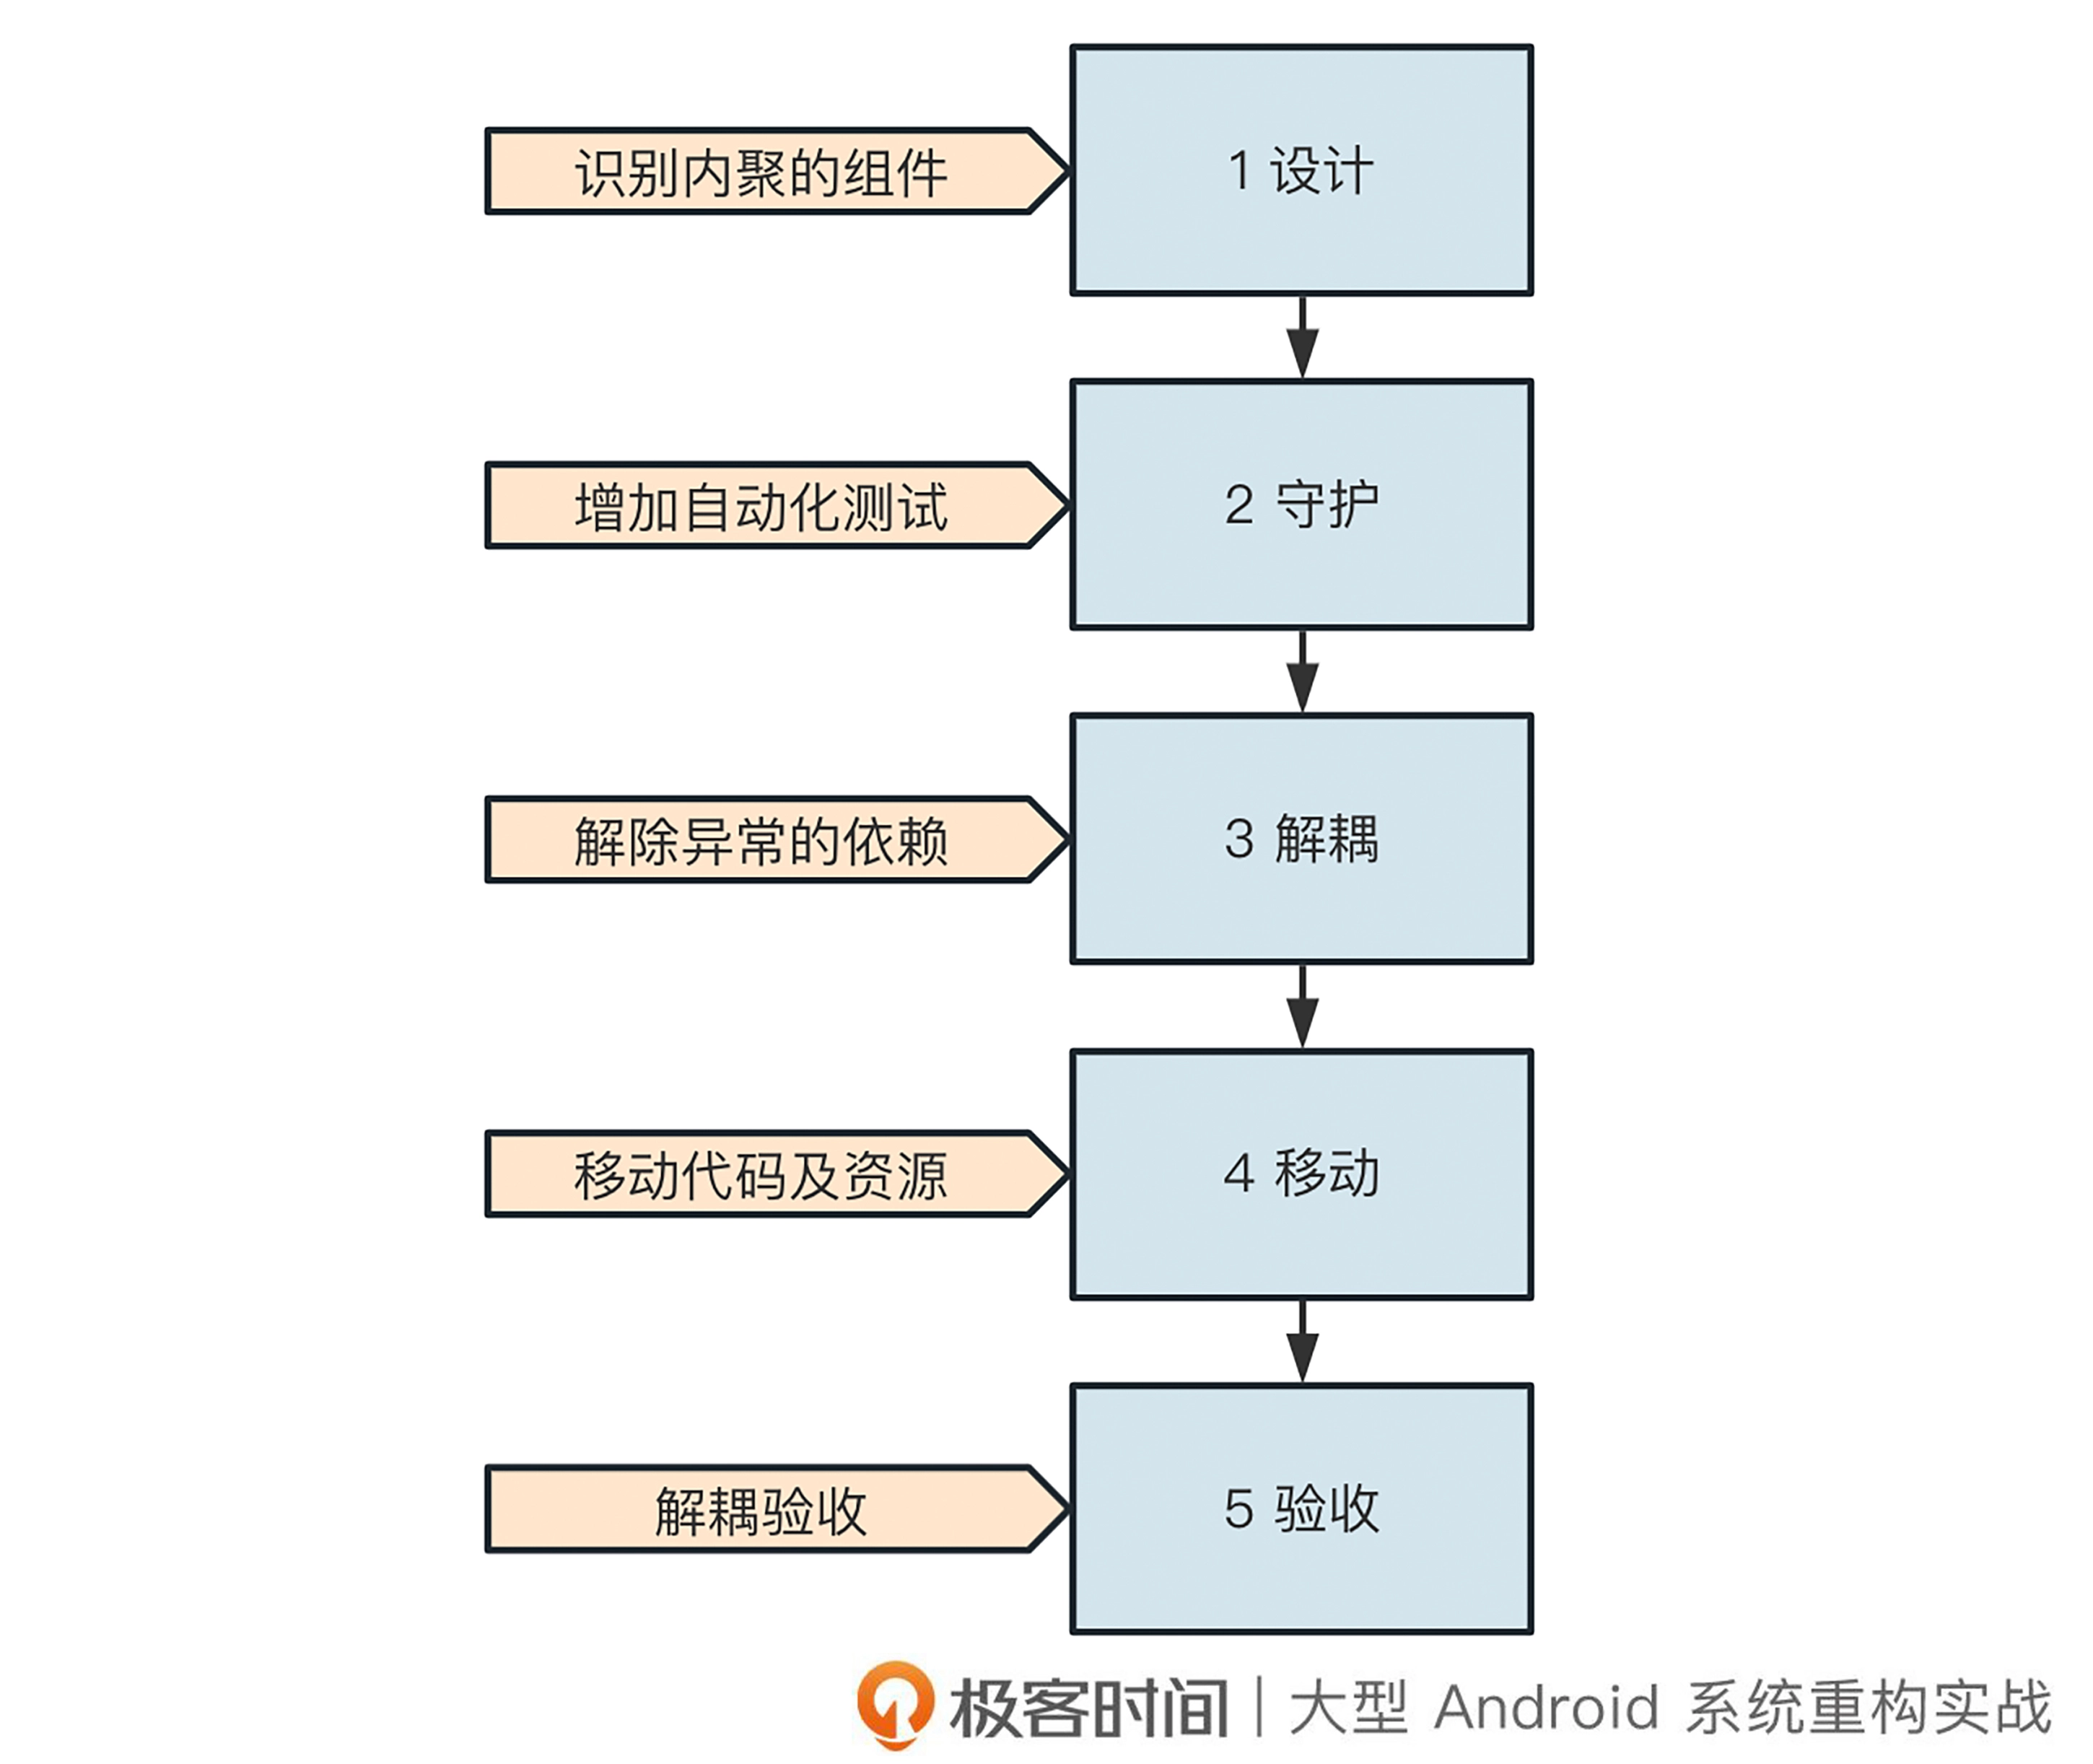 识别内聚的组件
1 设计
增加自动化测试
2 守护
解除异常的依赖
3 解耦
移动代码及资源
4 移动
解耦验收
5 验收
极客时间 | 大型 Android 系统重构实战